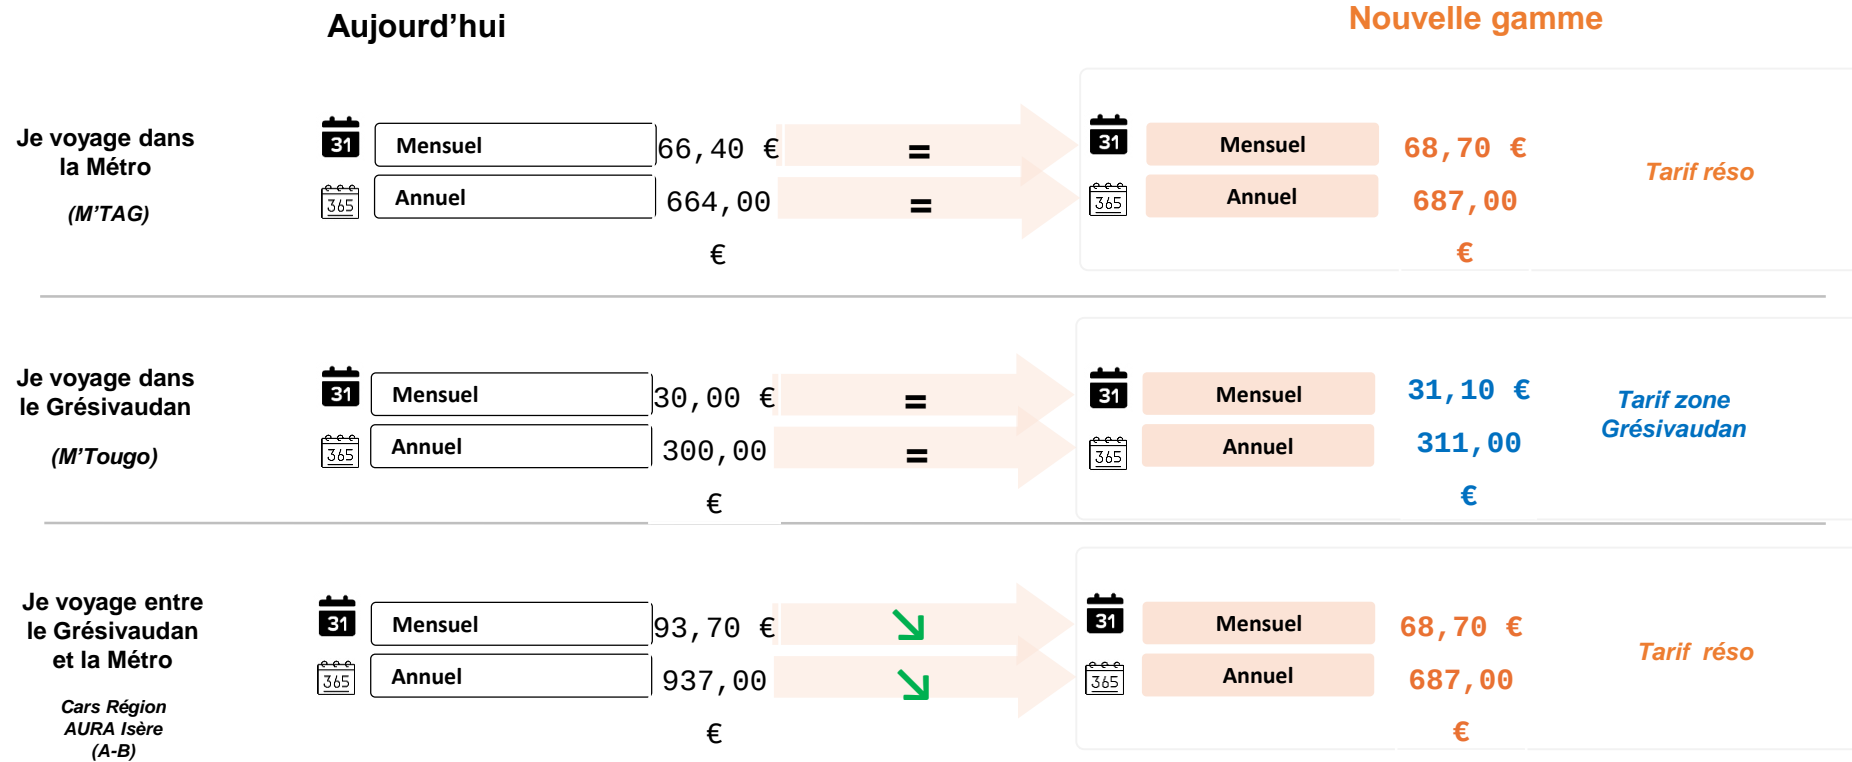 Aujourd’hui
Nouvelle gamme
Je voyage dans
la Métro
(M’TAG)
31
Mensuel
66,40 €
=
31
Mensuel
68,70 €
365
Annuel
664,00
€
=
365
Annuel
687,00
€
Tarif réso
Je voyage dans
le Grésivaudan
(M’Tougo)
31
Mensuel
30,00 €
=
31
Mensuel
31,10 €
365
Annuel
300,00
€
=
365
Annuel
311,00
€
Tarif zone
Grésivaudan
Je voyage entre
le Grésivaudan
et la Métro
Cars Région
AURA Isère
(A-B)
31
Mensuel
93,70 €
31
Mensuel
68,70 €
365
Annuel
937,00
€
365
Annuel
687,00
€
Tarif réso